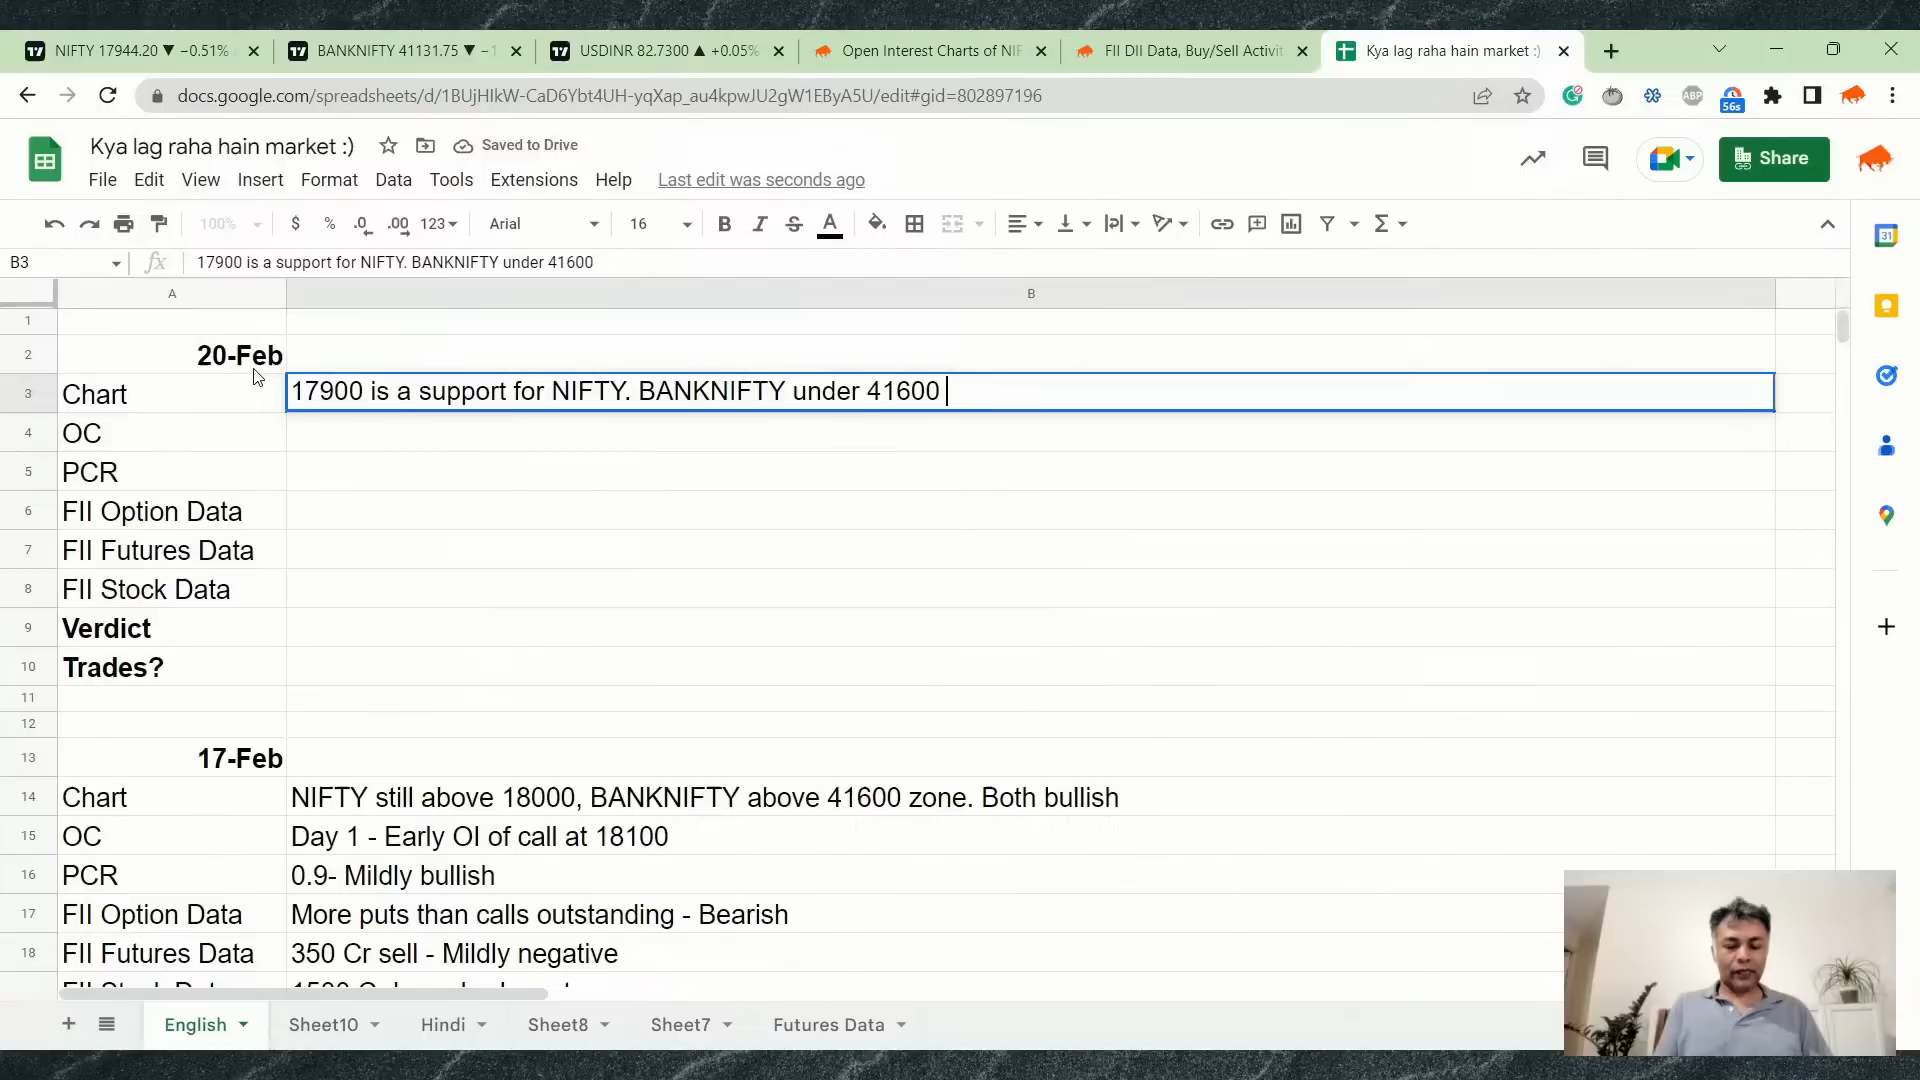 NIFTY 17944.20 ▼ −0.51%
BANKNIFTY 41131.75 ▼ −1
USDINR 82.7300 ▲ +0.05%
Open Interest Charts of NIF
FII DII Data, Buy/Sell Activit
Kya lag raha hain market :)
docs.google.com/spreadsheets/d/1BUjHIkW-CaD6Ybt4UH-yqXap_au4kpwJU2gW1EByA5U/edit#gid=802897196
ABP
56s
Kya lag raha hain market :)
Saved to Drive
File Edit View Insert Format Data Tools Extensions Help Last edit was seconds ago
Share
100% $ % .0 .00 123 Arial 16 B I S A
31
B3 fx 17900 is a support for NIFTY. BANKNIFTY under 41600
A B
1
2 20-Feb
3 Chart 17900 is a support for NIFTY. BANKNIFTY under 41600
4 OC
5 PCR
6 FII Option Data
7 FII Futures Data
8 FII Stock Data
9 Verdict
10 Trades?
11
12
13 17-Feb
14 Chart NIFTY still above 18000, BANKNIFTY above 41600 zone. Both bullish
15 OC Day 1 - Early OI of call at 18100
16 PCR 0.9- Mildly bullish
17 FII Option Data More puts than calls outstanding - Bearish
18 FII Futures Data 350 Cr sell - Mildly negative
English Sheet10 Hindi Sheet8 Sheet7 Futures Data